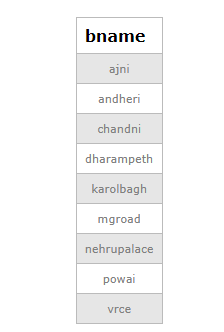 bname
ajni
andheri
chandni
dharampeth
karolbagh
mgroad
nehrupalace
powai
vrce